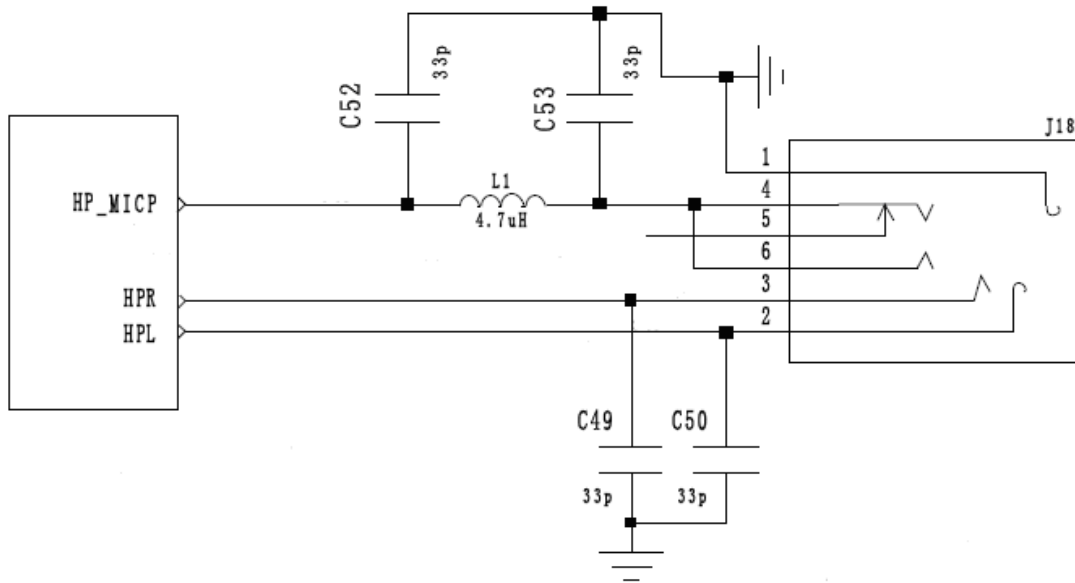 33p
33p
C52
C53
J18
1
HP_MICP
L1
4
4.7uH
5
6
HPR
3
HPL
2
C49
C50
33p
33p